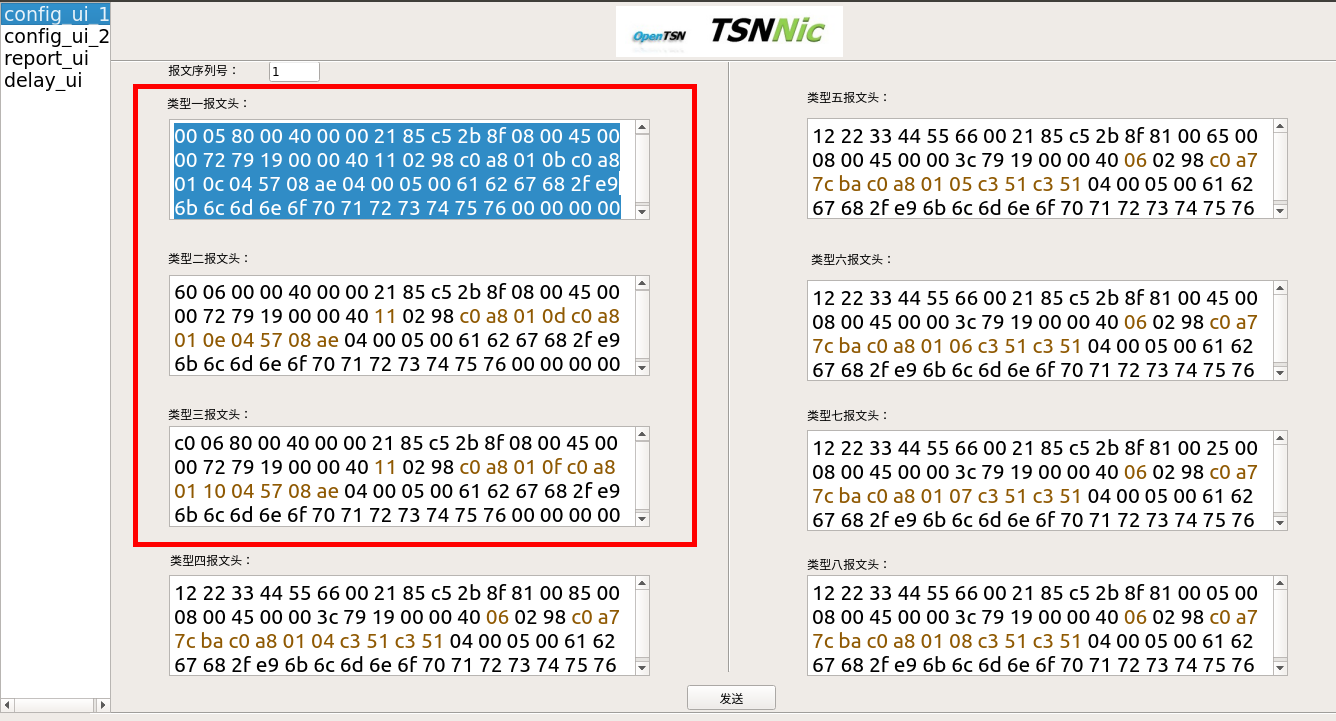 config_ui_1
config_ui_2
report_ui
delay_ui
OpenTSN
TSNNic
报文序列号：
1
类型一报文头：
00 05 80 00 40 00 00 21 85 c5 2b 8f 08 00 45 00
00 72 79 19 00 00 40 11 02 98 c0 a8 01 0b c0 a8
01 0c 04 57 08 ae 04 00 05 00 61 62 67 68 2f e9
6b 6c 6d 6e 6f 70 71 72 73 74 75 76 00 00 00 00
类型二报文头：
60 06 00 00 40 00 00 21 85 c5 2b 8f 08 00 45 00
00 72 79 19 00 00 40 11 02 98 c0 a8 01 0d c0 a8
01 0e 04 57 08 ae 04 00 05 00 61 62 67 68 2f e9
6b 6c 6d 6e 6f 70 71 72 73 74 75 76 00 00 00 00
类型三报文头：
c0 06 80 00 40 00 00 21 85 c5 2b 8f 08 00 45 00
00 72 79 19 00 00 40 11 02 98 c0 a8 01 0f c0 a8
01 10 04 57 08 ae 04 00 05 00 61 62 67 68 2f e9
6b 6c 6d 6e 6f 70 71 72 73 74 75 76 00 00 00 00
类型四报文头：
12 22 33 44 55 66 00 21 85 c5 2b 8f 81 00 85 00
08 00 45 00 00 3c 79 19 00 00 40 06 02 98 c0 a7
7c ba c0 a8 01 04 c3 51 c3 51 04 00 05 00 61 62
67 68 2f e9 6b 6c 6d 6e 6f 70 71 72 73 74 75 76
类型五报文头：
12 22 33 44 55 66 00 21 85 c5 2b 8f 81 00 65 00
08 00 45 00 00 3c 79 19 00 00 40 06 02 98 c0 a7
7c ba c0 a8 01 05 c3 51 c3 51 04 00 05 00 61 62
67 68 2f e9 6b 6c 6d 6e 6f 70 71 72 73 74 75 76
类型六报文头：
12 22 33 44 55 66 00 21 85 c5 2b 8f 81 00 45 00
08 00 45 00 00 3c 79 19 00 00 40 06 02 98 c0 a7
7c ba c0 a8 01 06 c3 51 c3 51 04 00 05 00 61 62
67 68 2f e9 6b 6c 6d 6e 6f 70 71 72 73 74 75 76
类型七报文头：
12 22 33 44 55 66 00 21 85 c5 2b 8f 81 00 25 00
08 00 45 00 00 3c 79 19 00 00 40 06 02 98 c0 a7
7c ba c0 a8 01 07 c3 51 c3 51 04 00 05 00 61 62
67 68 2f e9 6b 6c 6d 6e 6f 70 71 72 73 74 75 76
类型八报文头：
12 22 33 44 55 66 00 21 85 c5 2b 8f 81 00 05 00
08 00 45 00 00 3c 79 19 00 00 40 06 02 98 c0 a7
7c ba c0 a8 01 08 c3 51 c3 51 04 00 05 00 61 62
67 68 2f e9 6b 6c 6d 6e 6f 70 71 72 73 74 75 76
发送